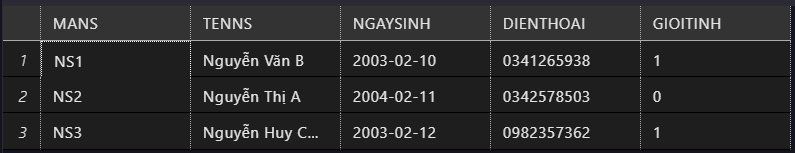 MANS TENNS NGAYSINH DIENTHOAI GIOITINH
1 NS1 Nguyễn Văn B 2003-02-10 0341265938 1
2 NS2 Nguyễn Thị A 2004-02-11 0342578503 0
3 NS3 Nguyễn Huy C... 2003-02-12 0982357362 1